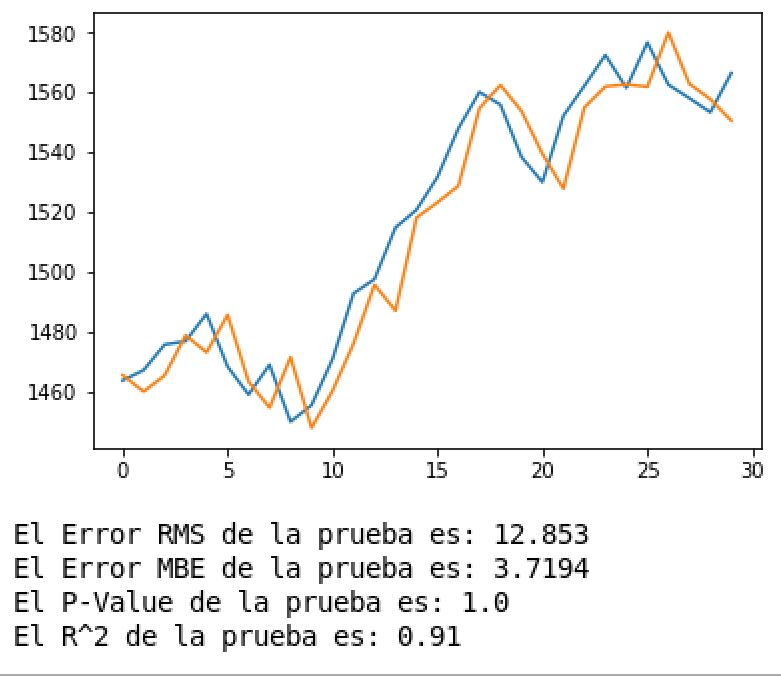 1580
1560
1540
1520
1500
1480
1460
0 5 10 15 20 25 30
El Error RMS de la prueba es: 12.853
El Error MBE de la prueba es: 3.7194
El P-Value de la prueba es: 1.0
El R^2 de la prueba es: 0.91